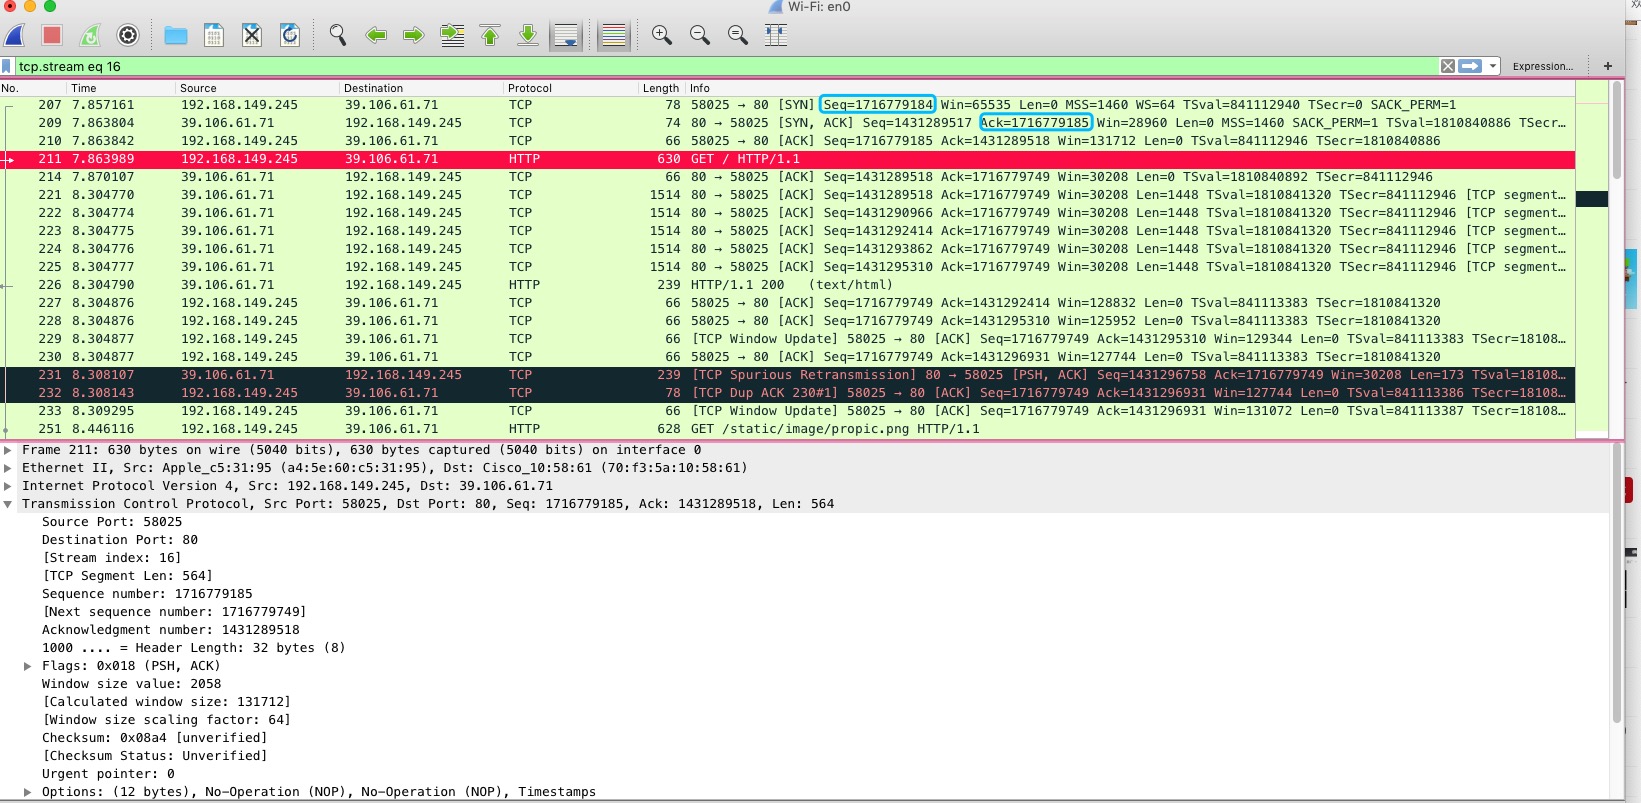 Wi-Fi: en0
tcp.stream eq 16 Expression... +
No. Time Source Destination Protocol Length Info
207 7.857161 192.168.149.245 39.106.61.71 TCP 78 58025 → 80 [SYN] Seq=1716779184 Win=65535 Len=0 MSS=1460 WS=64 TSval=841112940 TSecr=0 SACK_PERM=1
209 7.863804 39.106.61.71 192.168.149.245 TCP 74 80 → 58025 [SYN, ACK] Seq=1431289517 Ack=1716779185 Win=28960 Len=0 MSS=1460 SACK_PERM=1 TSval=1810840886 TSecr…
210 7.863842 192.168.149.245 39.106.61.71 TCP 66 58025 → 80 [ACK] Seq=1716779185 Ack=1431289518 Win=131712 Len=0 TSval=841112946 TSecr=1810840886
211 7.863989 192.168.149.245 39.106.61.71 HTTP 630 GET / HTTP/1.1
214 7.870107 39.106.61.71 192.168.149.245 TCP 66 80 → 58025 [ACK] Seq=1431289518 Ack=1716779749 Win=30208 Len=0 TSval=1810840892 TSecr=841112946
221 8.304770 39.106.61.71 192.168.149.245 TCP 1514 80 → 58025 [ACK] Seq=1431289518 Ack=1716779749 Win=30208 Len=1448 TSval=1810841320 TSecr=841112946 [TCP segment…
222 8.304774 39.106.61.71 192.168.149.245 TCP 1514 80 → 58025 [ACK] Seq=1431290966 Ack=1716779749 Win=30208 Len=1448 TSval=1810841320 TSecr=841112946 [TCP segment…
223 8.304775 39.106.61.71 192.168.149.245 TCP 1514 80 → 58025 [ACK] Seq=1431292414 Ack=1716779749 Win=30208 Len=1448 TSval=1810841320 TSecr=841112946 [TCP segment…
224 8.304776 39.106.61.71 192.168.149.245 TCP 1514 80 → 58025 [ACK] Seq=1431293862 Ack=1716779749 Win=30208 Len=1448 TSval=1810841320 TSecr=841112946 [TCP segment…
225 8.304777 39.106.61.71 192.168.149.245 TCP 1514 80 → 58025 [ACK] Seq=1431295310 Ack=1716779749 Win=30208 Len=1448 TSval=1810841320 TSecr=841112946 [TCP segment…
226 8.304790 39.106.61.71 192.168.149.245 HTTP 239 HTTP/1.1 200 (text/html)
227 8.304876 192.168.149.245 39.106.61.71 TCP 66 58025 → 80 [ACK] Seq=1716779749 Ack=1431292414 Win=128832 Len=0 TSval=841113383 TSecr=1810841320
228 8.304876 192.168.149.245 39.106.61.71 TCP 66 58025 → 80 [ACK] Seq=1716779749 Ack=1431295310 Win=125952 Len=0 TSval=841113383 TSecr=1810841320
229 8.304877 192.168.149.245 39.106.61.71 TCP 66 [TCP Window Update] 58025 → 80 [ACK] Seq=1716779749 Ack=1431295310 Win=129344 Len=0 TSval=841113383 TSecr=18108…
230 8.304877 192.168.149.245 39.106.61.71 TCP 66 58025 → 80 [ACK] Seq=1716779749 Ack=1431296931 Win=127744 Len=0 TSval=841113383 TSecr=1810841320
231 8.308107 39.106.61.71 192.168.149.245 TCP 239 [TCP Spurious Retransmission] 80 → 58025 [PSH, ACK] Seq=1431296758 Ack=1716779749 Win=30208 Len=173 TSval=18108…
232 8.308143 192.168.149.245 39.106.61.71 TCP 78 [TCP Dup ACK 230#1] 58025 → 80 [ACK] Seq=1716779749 Ack=1431296931 Win=127744 Len=0 TSval=841113386 TSecr=18108…
233 8.309295 192.168.149.245 39.106.61.71 TCP 66 [TCP Window Update] 58025 → 80 [ACK] Seq=1716779749 Ack=1431296931 Win=131072 Len=0 TSval=841113387 TSecr=18108…
251 8.446116 192.168.149.245 39.106.61.71 HTTP 628 GET /static/image/propic.png HTTP/1.1
Frame 211: 630 bytes on wire (5040 bits), 630 bytes captured (5040 bits) on interface 0
Ethernet II, Src: Apple_c5:31:95 (a4:5e:60:c5:31:95), Dst: Cisco_10:58:61 (70:f3:5a:10:58:61)
Internet Protocol Version 4, Src: 192.168.149.245, Dst: 39.106.61.71
Transmission Control Protocol, Src Port: 58025, Dst Port: 80, Seq: 1716779185, Ack: 1431289518, Len: 564
Source Port: 58025
Destination Port: 80
[Stream index: 16]
[TCP Segment Len: 564]
Sequence number: 1716779185
[Next sequence number: 1716779749]
Acknowledgment number: 1431289518
1000 .... = Header Length: 32 bytes (8)
Flags: 0x018 (PSH, ACK)
Window size value: 2058
[Calculated window size: 131712]
[Window size scaling factor: 64]
Checksum: 0x08a4 [unverified]
[Checksum Status: Unverified]
Urgent pointer: 0
Options: (12 bytes), No-Operation (NOP), No-Operation (NOP), Timestamps